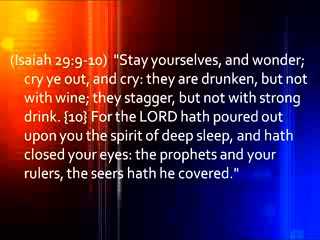 (Isaiah 29:9-10)  "Stay yourselves, and wonder;
cry ye out, and cry: they are drunken, but not
with wine; they stagger, but not with strong
drink. {10} For the LORD hath poured out
upon you the spirit of deep sleep, and hath
closed your eyes: the prophets and your
rulers, the seers hath he covered."